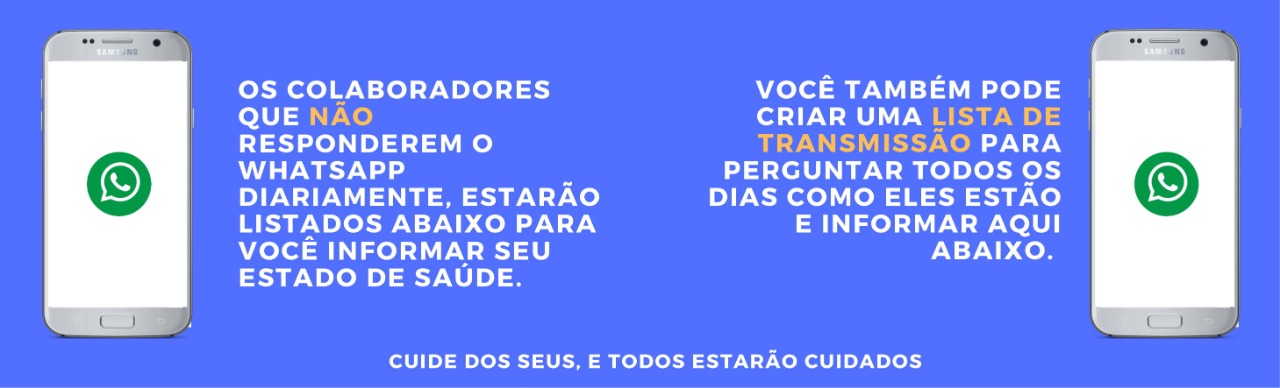 SAMSUNG
OS COLABORADORES
QUE NÃO
RESPONDEREM O
WHATSAPP
DIARIAMENTE, ESTARÃO
LISTADOS ABAIXO PARA
VOCÊ INFORMAR SEU
ESTADO DE SAÚDE.
VOCÊ TAMBÉM PODE
CRIAR UMA LISTA DE
TRANSMISSÃO PARA
PERGUNTAR TODOS OS
DIAS COMO ELES ESTÃO
E INFORMAR AQUI
ABAIXO.
SAMSUNG
CUIDE DOS SEUS, E TODOS ESTARÃO CUIDADOS